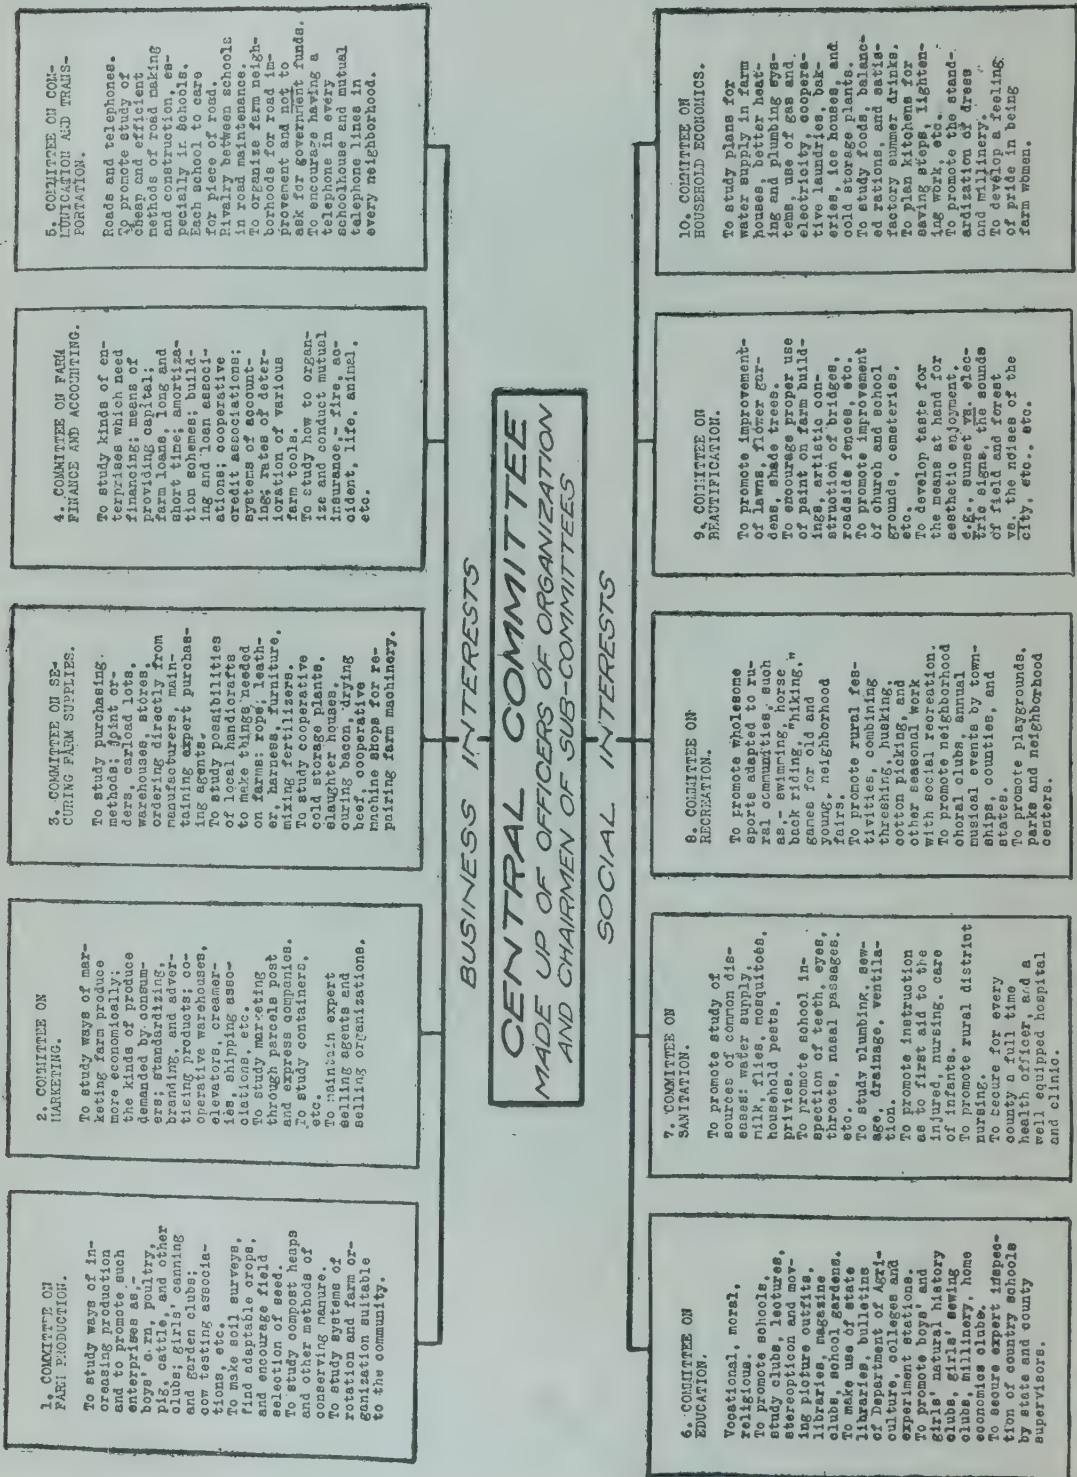 1. COMMITTEE ON
FARM PRODUCTION.
To study ways of in-
creasing production
and to promote such
enterprises as,-
boys' corn, poultry,
pig, cattle, and other
clubs; girls' canning
and garden clubs;
cow testing associa-
tions, etc.
To make soil surveys,
find adaptable crops,
and encourage field
selection of seed.
To study compost heaps
and other methods of
conserving manure.
To study systems of
rotation and farm or-
ganization suitable
to the community.
2. COMMITTEE ON
MARKETING.
To study ways of mar-
keting farm produce
more economically;
the kinds of produce
demanded by consum-
ers; standardizing,
branding, and adver-
tising products; co-
operative warehouses,
elevators, creamer-
ies, shipping asso-
ciations, etc.
To study marketing
through parcels post
and express companies.
To study containers,
etc.
To maintain expert
selling agents and
selling organizations.
3. COMMITTEE ON SE-
CURING FARM SUPPLIES.
To study purchasing
methods; joint or-
ders, carload lots,
warehouses, stores,
ordering directly from
manufacturers, main-
taining expert purchas-
ing agents.
To study possibilities
of local handicrafts
to make things needed
on farms; rope, leath-
er, harness, furniture,
mixing fertilizers.
To study cooperative
cold storage plants,
slaughter houses,
curing bacon, drying
beef, cooperative
machine shops for re-
pairing farm machinery.
4. COMMITTEE ON FARM
FINANCE AND ACCOUNTING.
To study kinds of en-
terprises which need
financing; means of
providing capital;
farm loans, long and
short time; amortiza-
tion schemes; build-
ing and loan associ-
ations; cooperative
credit associations;
systems of account-
ing; rates of deter-
ioration of various
farm tools.
To study how to organ-
ize and conduct mutual
insurance,- fire, ac-
cident, life, animal,
etc.
5. COMMITTEE ON COM-
MUNICATION AND TRANS-
PORTATION.
Roads and telephones.
To promote study of
cheap and efficient
methods of road making
and construction, es-
pecially in schools.
Each school to care
for piece of road.
Rivalry between schools
in road maintenance.
To organize farm neigh-
borhoods for road im-
provement and not to
ask for government funds.
To encourage having a
telephone in every
schoolhouse and mutual
telephone lines in
every neighborhood.
BUSINESS INTERESTS
CENTRAL COMMITTEE
MADE UP OF OFFICERS OF ORGANIZATION
AND CHAIRMEN OF SUB-COMMITTEES
SOCIAL INTERESTS
6. COMMITTEE ON
EDUCATION.
Vocational, moral,
religious.
To promote schools,
study clubs, lectures,
stereopticon and mov-
ing picture outfits,
libraries, magazine
clubs, school gardens.
To make use of state
libraries, bulletins
of Department of Agri-
culture, colleges and
experiment stations.
To promote boys' and
girls' natural history
clubs, girls' sewing
clubs, millinery, home
economics clubs.
To secure expert inspec-
tion of country schools
by state and county
supervisors.
7. COMMITTEE ON
SANITATION.
To promote study of
sources of common dis-
eases; water supply,
milk, flies, mosquitoes,
household pests.
privies.
To promote school in-
spection of teeth, eyes,
throats, nasal passages.
etc.
To study plumbing, sew-
age, drainage, ventila-
tion.
To promote instruction
as to first aid to the
injured, nursing, care
of infants.
To promote rural district
nursing.
To secure for every
county a full time
health officer, and a
well equipped hospital
and clinic.
8. COMMITTEE ON
RECREATION.
To promote wholesome
sports adapted to ru-
ral communities, such
as,- swimming, horse
back riding, "hiking,"
games for old and
young, neighborhood
fairs.
To promote rural fes-
tivities, combining
threshing, husking,
cotton picking, and
other seasonal work
with social recreation.
To promote neighborhood
choral clubs, annual
musical events by town-
ships, counties, and
states.
To promote playgrounds,
parks and neighborhood
centers.
9. COMMITTEE ON
BEAUTIFICATION.
To promote improvement-
of lawns, flower gar-
dens, shade trees.
To encourage proper use
of paint on farm build-
ings, artistic con-
struction of bridges,
roadside fences, etc.
To promote improvement
of church and school
grounds, cemeteries.
etc.
To develop taste for
the means at hand for
aesthetic enjoyment.
e.g., sunset vs. elec-
tric signs, the sounds
of field and forest
vs. the noises of the
city, etc., etc.
10. COMMITTEE ON
HOUSEHOLD ECONOMICS.
To study plans for
water supply in farm
houses, better heat-
ing and plumbing sys-
tems, use of gas and
electricity, coopera-
tive laundries, bak-
eries, ice houses, and
cold storage plants.
To study foods, balanc-
ed rations, and satis-
factory summer drinks.
To plan kitchens for
saving steps, lighten-
ing work, etc.
To promote the stand-
ardization of dress
and millinery.
To develop a feeling
of pride in being
farm women.